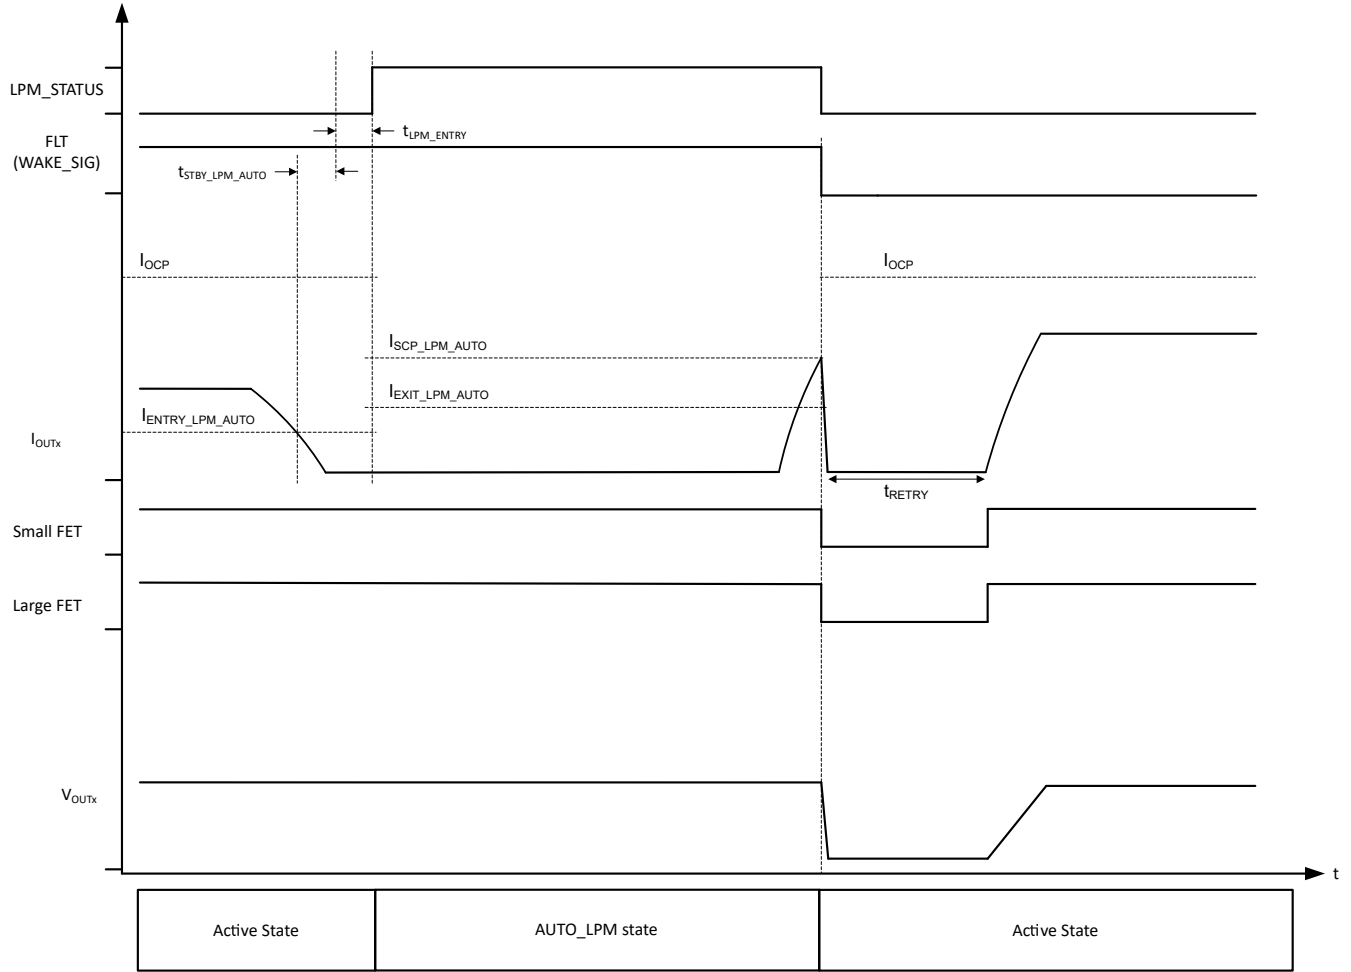 LPM_STATUS
FLT
(WAKE_SIG)
tLPM_ENTRY
tSTBY_LPM_AUTO
IOCP
IOCP
ISCP_LPM_AUTO
IEXIT_LPM_AUTO
IENTRY_LPM_AUTO
IOUTx
tRETRY
Small FET
Large FET
VOUTx
t
Active State
AUTO_LPM state
Active State